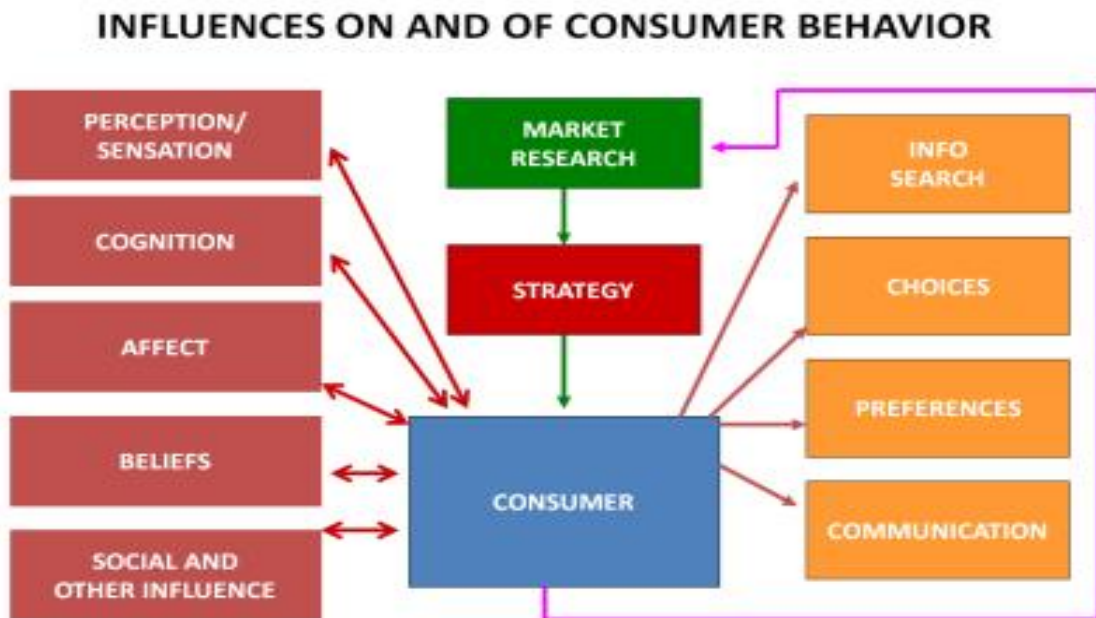 INFLUENCES ON AND OF CONSUMER BEHAVIOR
PERCEPTION/
SENSATION
COGNITION
AFFECT
BELIEFS
SOCIAL AND
OTHER INFLUENCE
MARKET
RESEARCH
STRATEGY
CONSUMER
INFO
SEARCH
CHOICES
PREFERENCES
COMMUNICATION